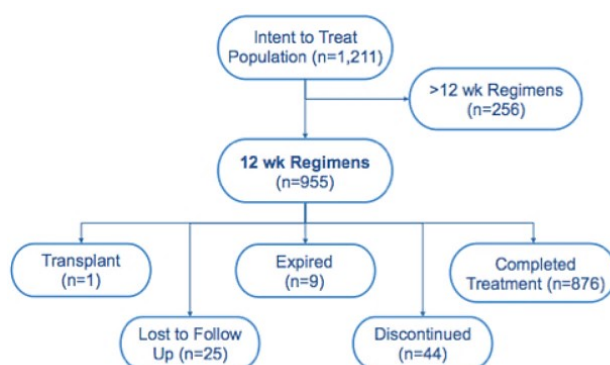 Intent to Treat
Population (n=1,211)
>12 wk Regimens
(n=256)
12 wk Regimens
(n=955)
Transplant
(n=1)
Expired
(n=9)
Completed
Treatment (n=876)
Lost to Follow
Up (n=25)
Discontinued
(n=44)